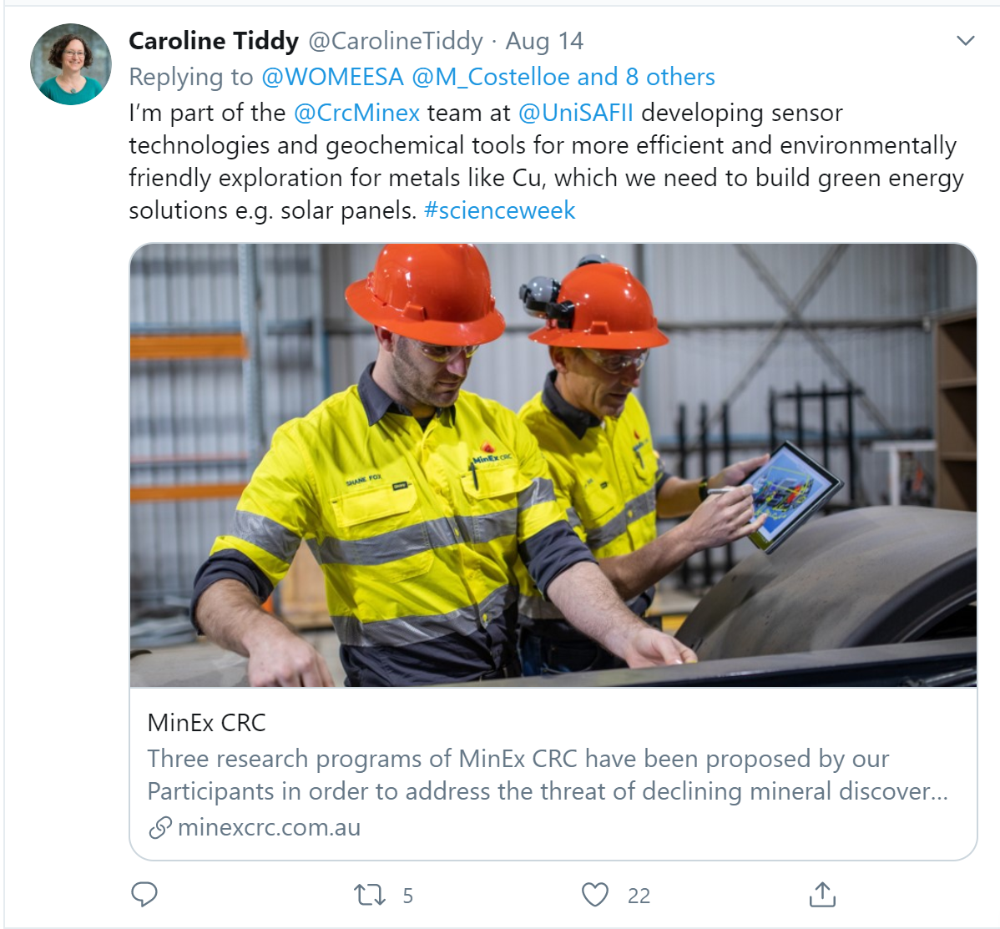 Caroline Tiddy @CarolineTiddy · Aug 14
Replying to @WOMEESA @M_Costelloe and 8 others
I’m part of the @CrcMinex team at @UniSAFII developing sensor
technologies and geochemical tools for more efficient and environmentally
friendly exploration for metals like Cu, which we need to build green energy
solutions e.g. solar panels. #scienceweek
MinEx CRC
SHANE FOX
MinEx CRC
Three research programs of MinEx CRC have been proposed by our
Participants in order to address the threat of declining mineral discover...
minexcrc.com.au
5
22